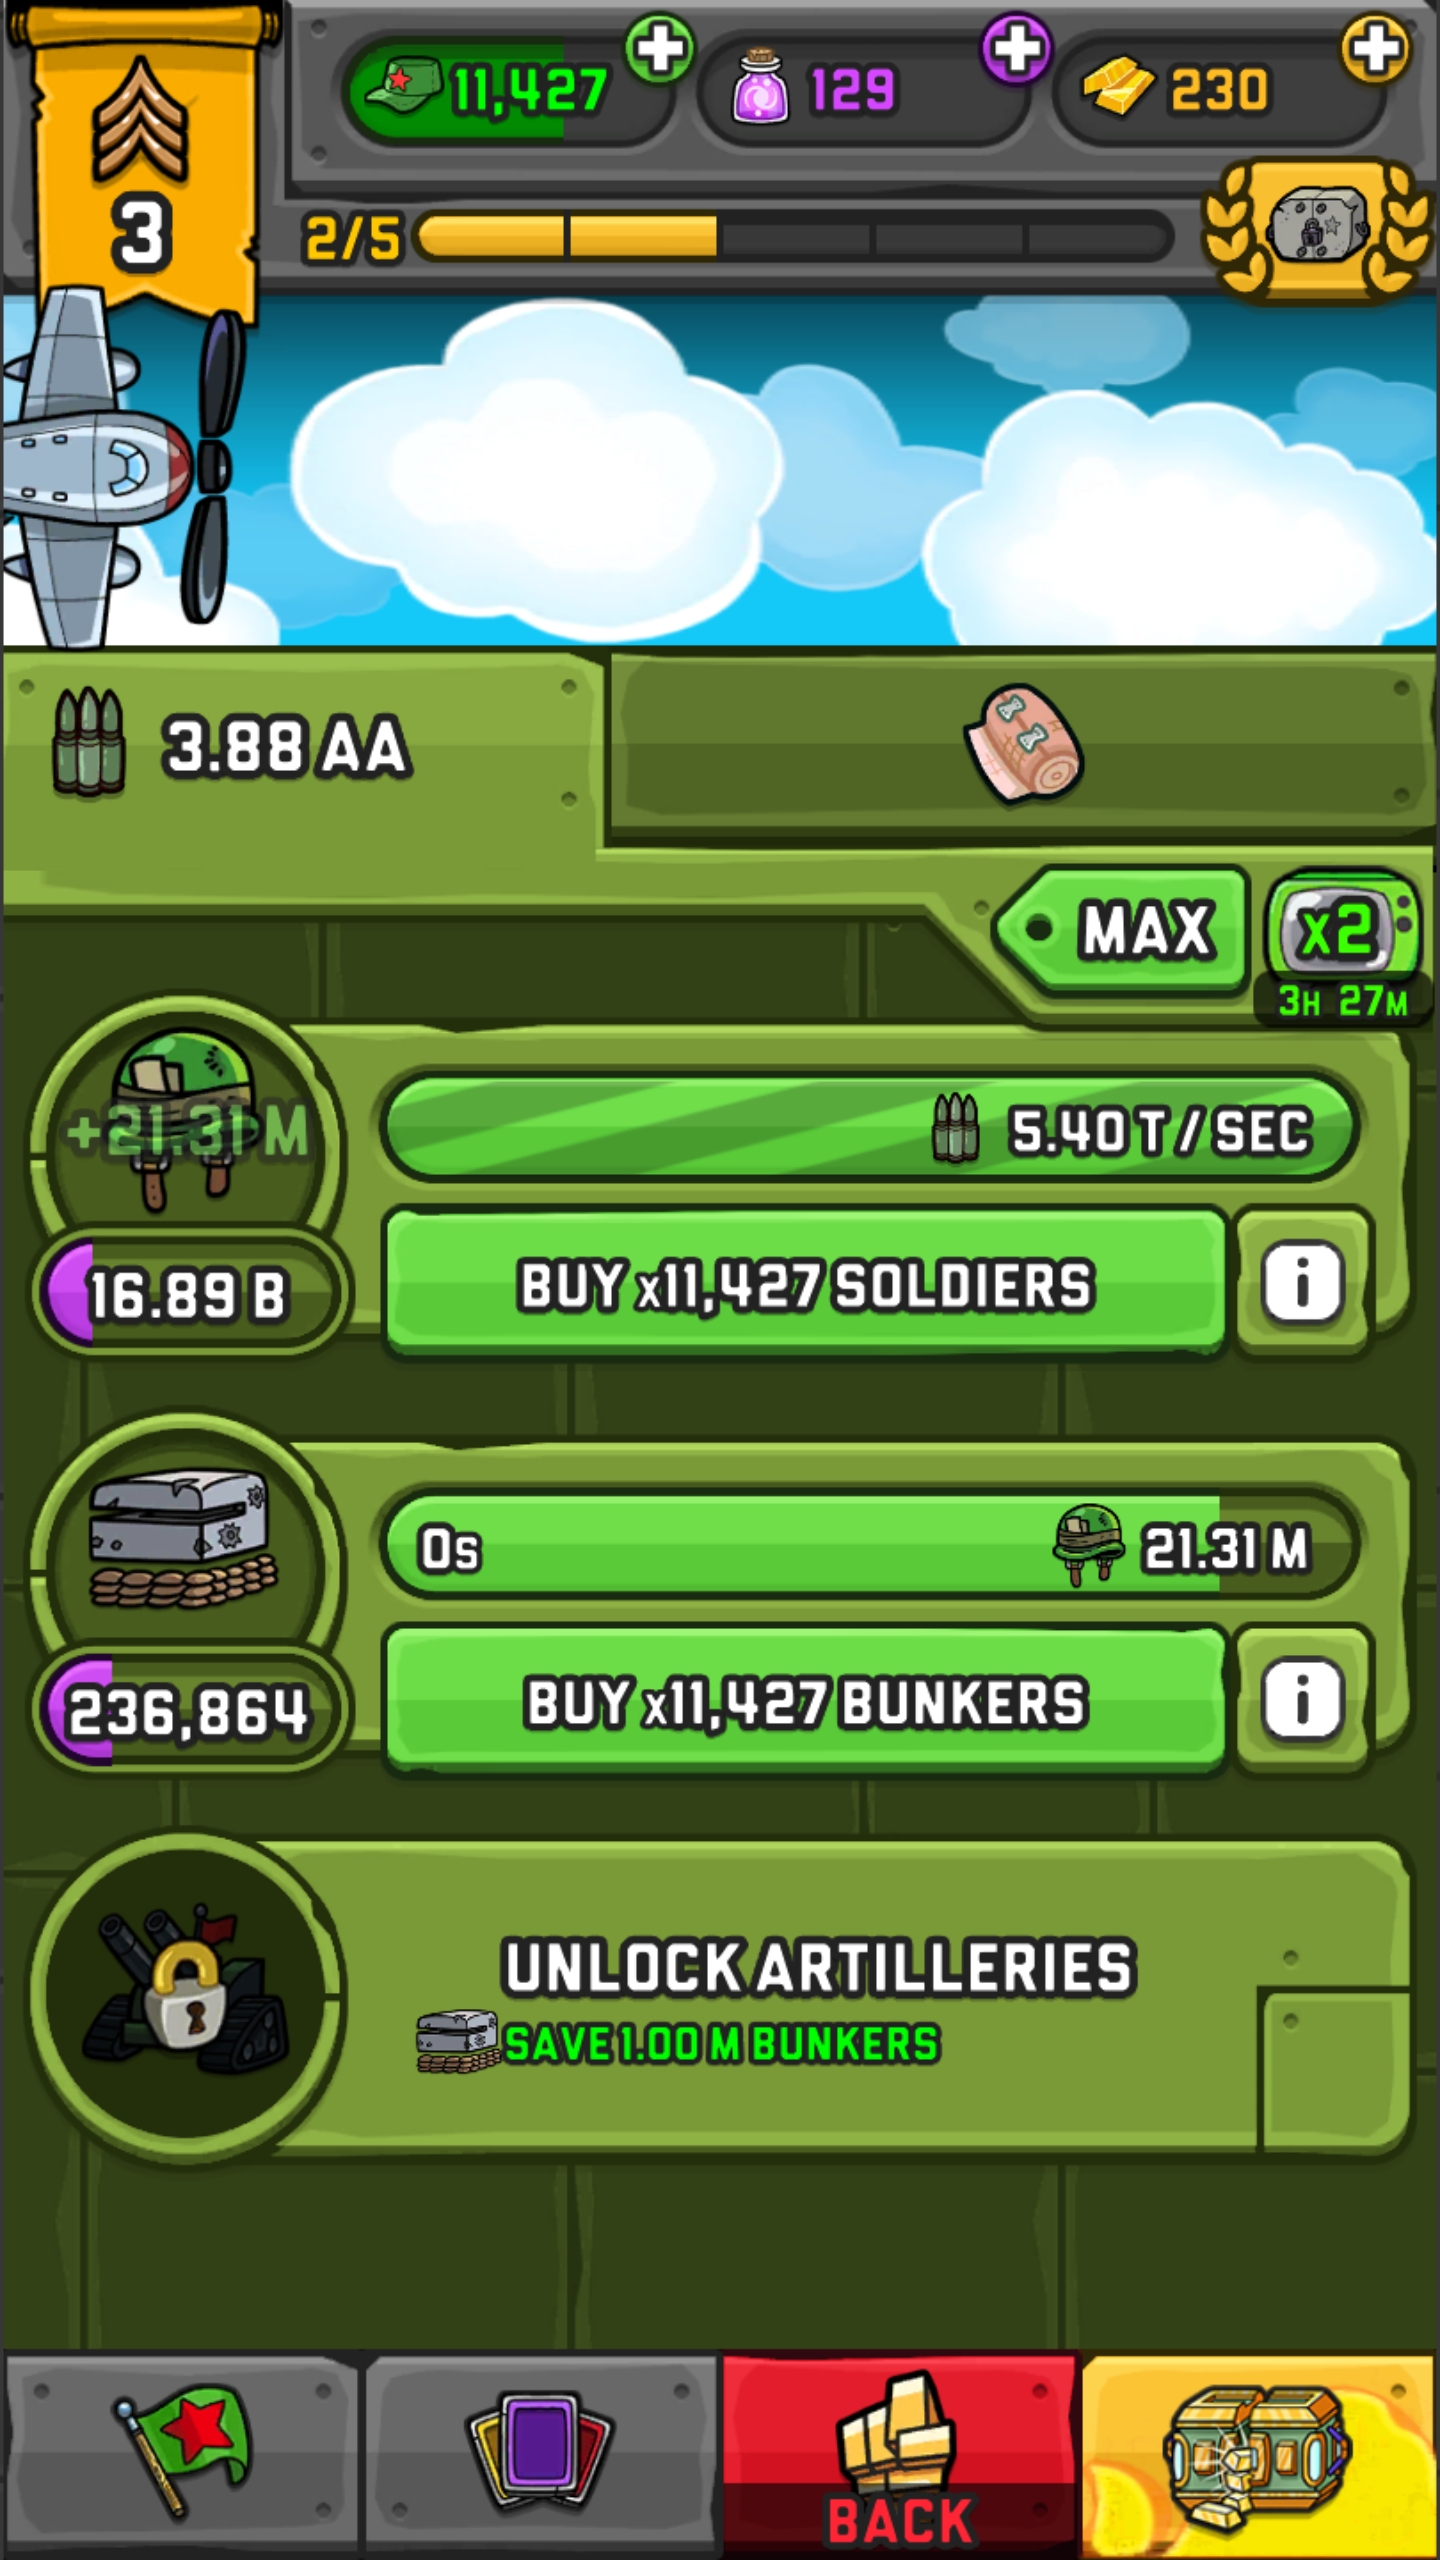 11,427
129
230
3
2/5
3.88 AA
MAX
x2
3H 27M
+21.31 M
5.40 T / SEC
16.89 B
BUY x11,427 SOLDIERS
i
0s
21.31 M
236,864
BUY x11,427 BUNKERS
i
UNLOCK ARTILLERIES
SAVE 1.00 M BUNKERS
BACK